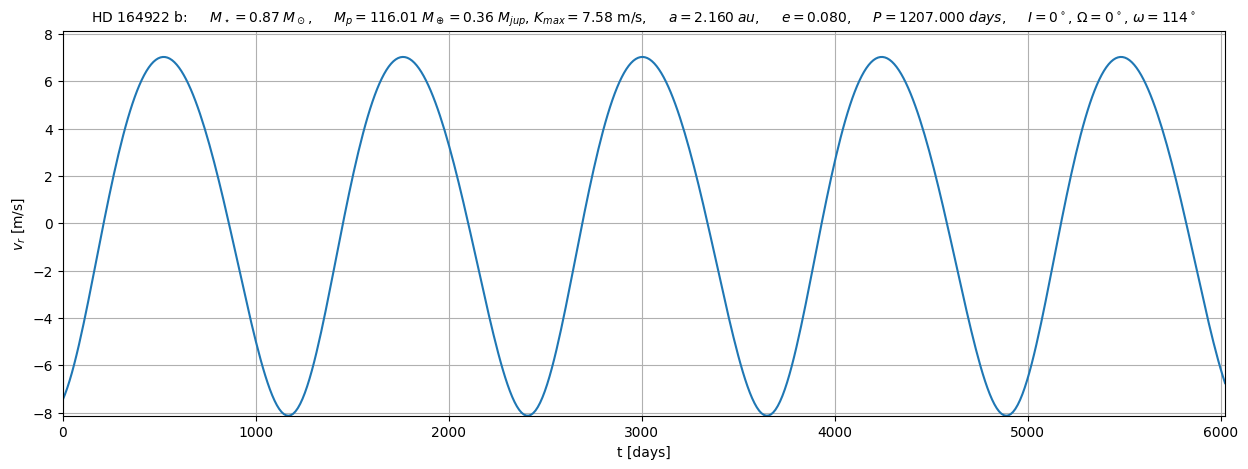 HD 164922 b: M⋆ = 0.87 M⊙, Mp = 116.01 M⊕ = 0.36 Mjup, Kmax = 7.58 m/s, a = 2.160 au, e = 0.080, P = 1207.000 days, I = 0°, Ω = 0°, ω = 114°
8
6
4
2
0
−2
−4
−6
−8
vr [m/s]
0 1000 2000 3000 4000 5000 6000
t [days]